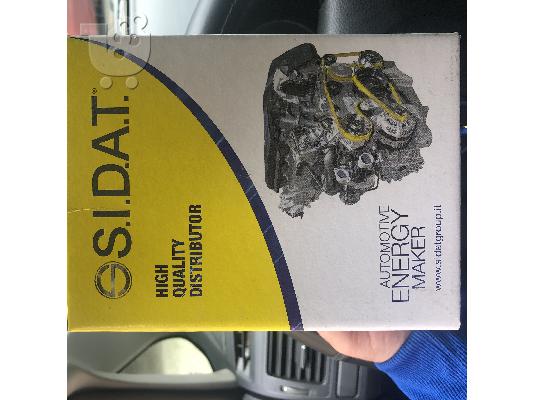 S.I.D.A.T.®
HIGH
QUALITY
DISTRIBUTOR
AUTOMOTIVE
ENERGY
MAKER
www.sidatgroup.it